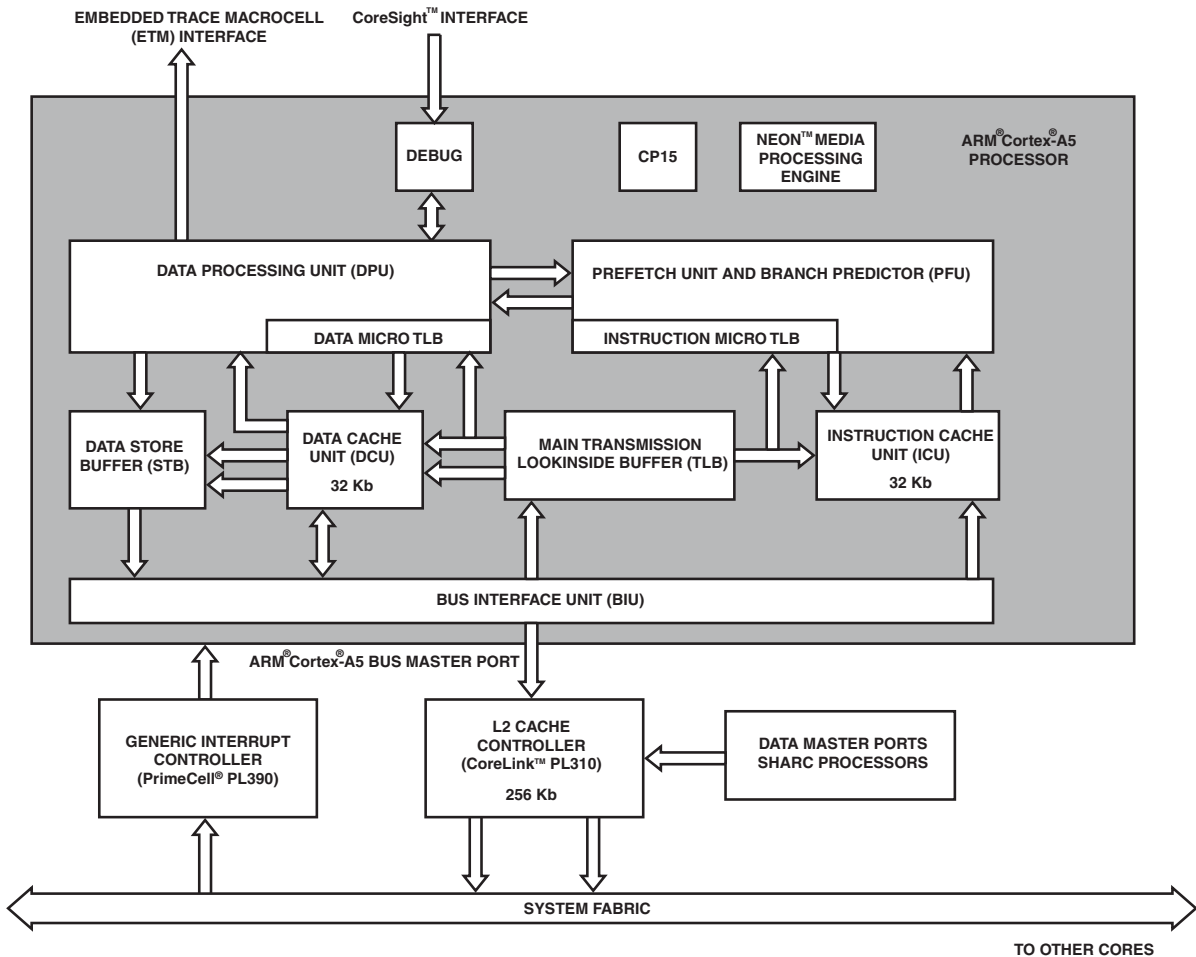 EMBEDDED TRACE MACROCELL
(ETM) INTERFACE
CoreSight™ INTERFACE
DEBUG
CP15
NEON™ MEDIA
PROCESSING
ENGINE
ARM®Cortex®-A5
PROCESSOR
DATA PROCESSING UNIT (DPU)
PREFETCH UNIT AND BRANCH PREDICTOR (PFU)
DATA MICRO TLB
INSTRUCTION MICRO TLB
DATA STORE
BUFFER (STB)
DATA CACHE
UNIT (DCU)
32 Kb
MAIN TRANSMISSION
LOOKINSIDE BUFFER (TLB)
INSTRUCTION CACHE
UNIT (ICU)
32 Kb
BUS INTERFACE UNIT (BIU)
ARM®Cortex®-A5 BUS MASTER PORT
GENERIC INTERRUPT
CONTROLLER
(PrimeCell® PL390)
L2 CACHE
CONTROLLER
(CoreLink™ PL310)
256 Kb
DATA MASTER PORTS
SHARC PROCESSORS
SYSTEM FABRIC
TO OTHER CORES